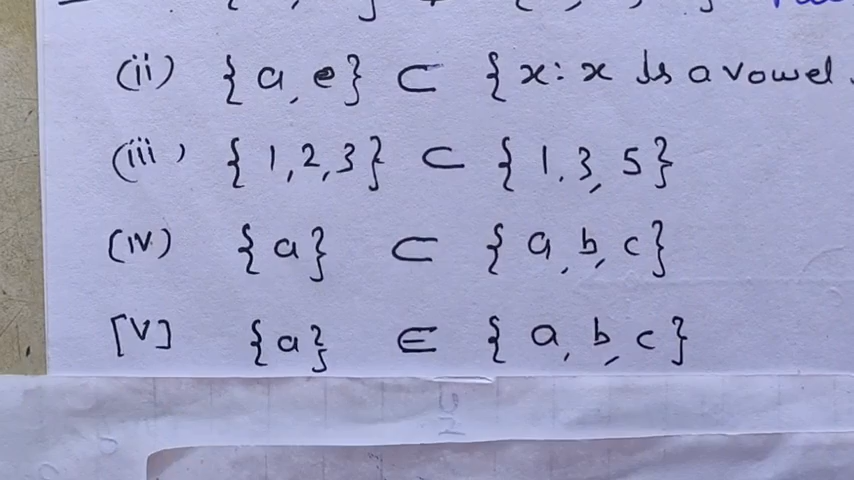 (ii) { a, e } ⊂ { x : x is a vowel
(iii) { 1, 2, 3 } ⊂ { 1, 3, 5 }
(iv) { a } ⊂ { a, b, c }
[V] { a } ∈ { a, b, c }